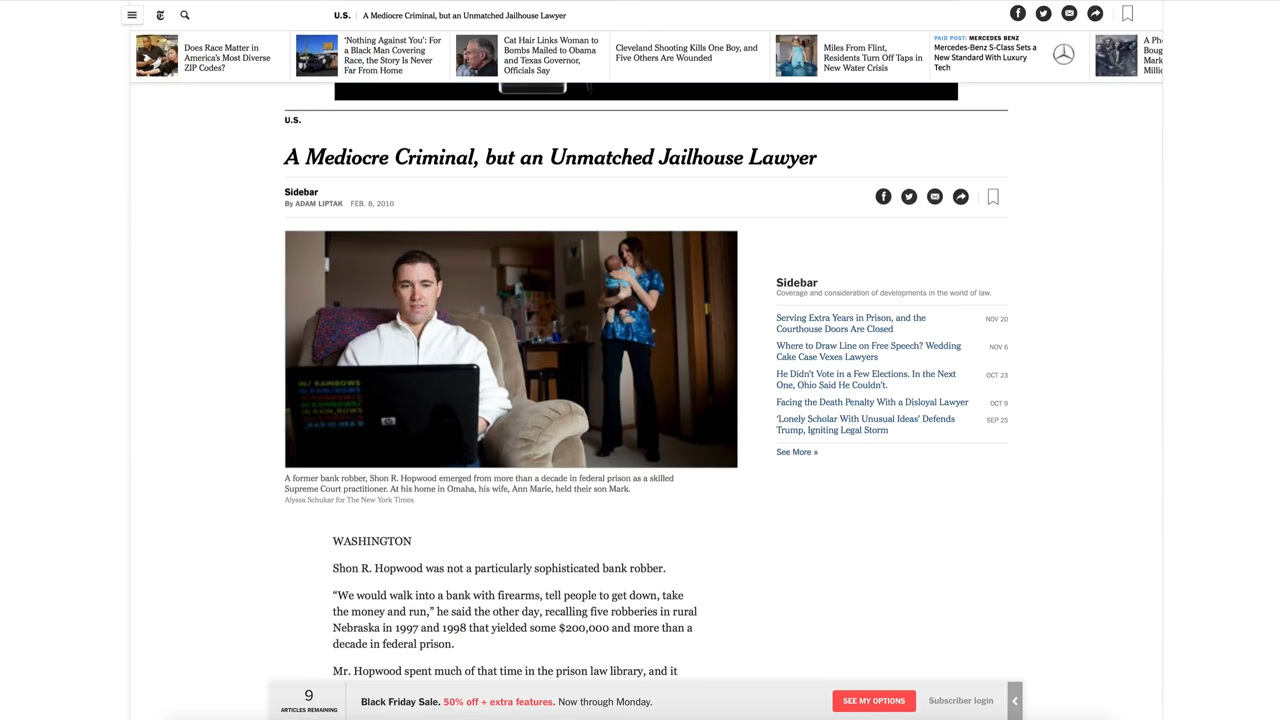 U.S. A Mediocre Criminal, but an Unmatched Jailhouse Lawyer
Does Race Matter in
America's Most Diverse
ZIP Codes?
'Nothing Against You': For
a Black Man Covering
Race, the Story Is Never
Far From Home
Cat Hair Links Woman to
Bombs Mailed to Obama
and Texas Governor,
Officials Say
Cleveland Shooting Kills One Boy, and
Five Others Are Wounded
Miles From Flint,
Residents Turn Off Taps in
New Water Crisis
PAID POST: MERCEDES BENZ
Mercedes-Benz S-Class Sets a
New Standard With Luxury
Tech
A Ph
Boug
Mark
Millic
U.S.
A Mediocre Criminal, but an Unmatched Jailhouse Lawyer
Sidebar
By ADAM LIPTAK FEB. 8, 2010
IN/ RAINBOWS
hp
A former bank robber, Shon R. Hopwood emerged from more than a decade in federal prison as a skilled
Supreme Court practitioner. At his home in Omaha, his wife, Ann Marie, held their son Mark.
Alyssa Schukar for The New York Times
Sidebar
Coverage and consideration of developments in the world of law.
Serving Extra Years in Prison, and the NOV 20
Courthouse Doors Are Closed
Where to Draw Line on Free Speech? Wedding NOV 6
Cake Case Vexes Lawyers
He Didn't Vote in a Few Elections. In the Next OCT 23
One, Ohio Said He Couldn't.
Facing the Death Penalty With a Disloyal Lawyer OCT 9
'Lonely Scholar With Unusual Ideas' Defends SEP 25
Trump, Igniting Legal Storm
See More »
WASHINGTON
Shon R. Hopwood was not a particularly sophisticated bank robber.
“We would walk into a bank with firearms, tell people to get down, take
the money and run,” he said the other day, recalling five robberies in rural
Nebraska in 1997 and 1998 that yielded some $200,000 and more than a
decade in federal prison.
Mr. Hopwood spent much of that time in the prison law library, and it
9
ARTICLES REMAINING
Black Friday Sale. 50% off + extra features. Now through Monday.
SEE MY OPTIONS
Subscriber login